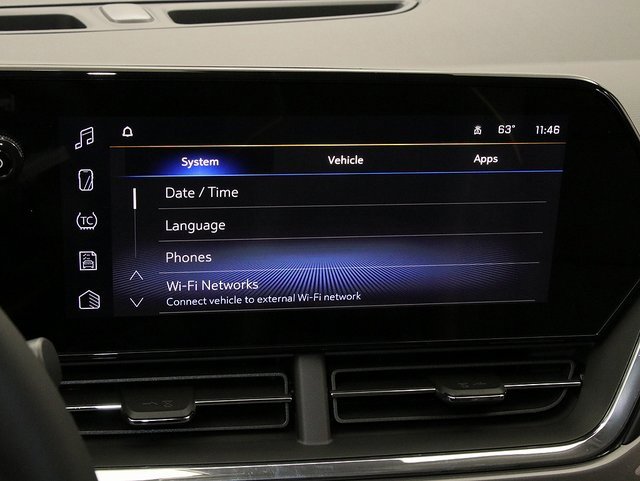 63° 11:46
System Vehicle Apps
Date / Time
Language
TC
Phones
Wi-Fi Networks
Connect vehicle to external Wi-Fi network